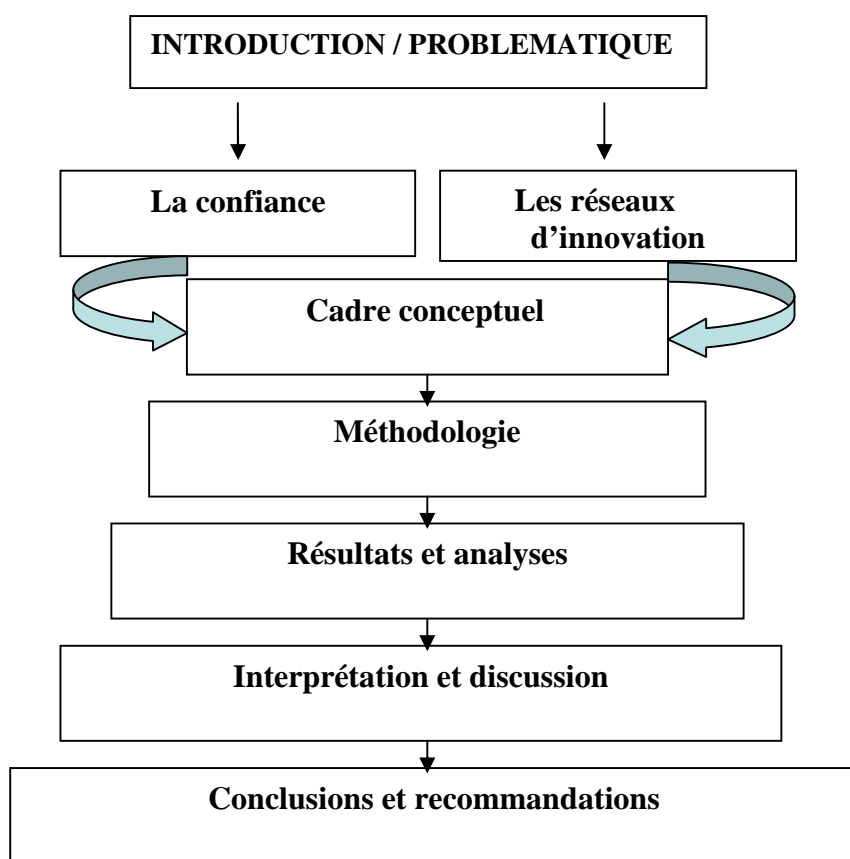 INTRODUCTION / PROBLEMATIQUE
La confiance
Les réseaux
d’innovation
Cadre conceptuel
Méthodologie
Résultats et analyses
Interprétation et discussion
Conclusions et recommandations